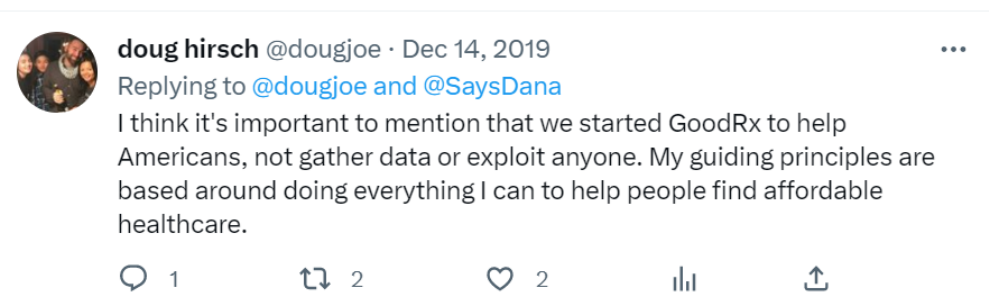 doug hirsch @dougjoe · Dec 14, 2019
Replying to @dougjoe and @SaysDana
I think it's important to mention that we started GoodRx to help
Americans, not gather data or exploit anyone. My guiding principles are
based around doing everything I can to help people find affordable
healthcare.
1 2 2